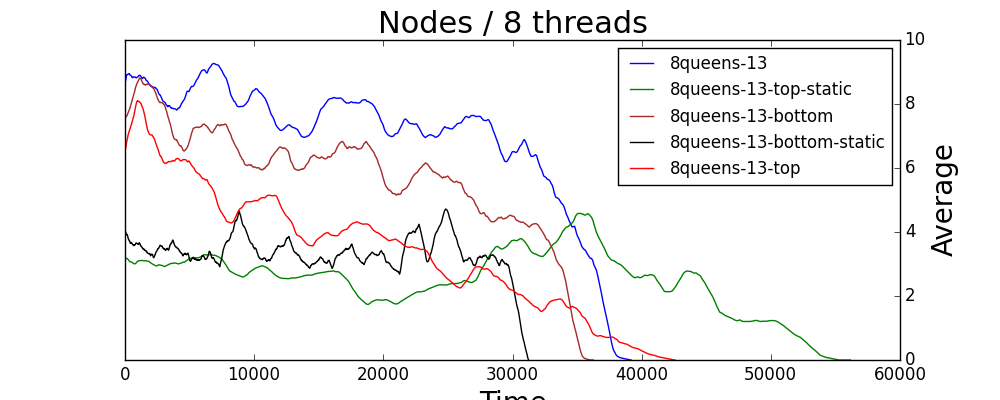 Nodes / 8 threads
8queens-13
8queens-13-top-static
8queens-13-bottom
8queens-13-bottom-static
8queens-13-top
10
8
6
4
2
0
Average
0 10000 20000 30000 40000 50000 60000
Time